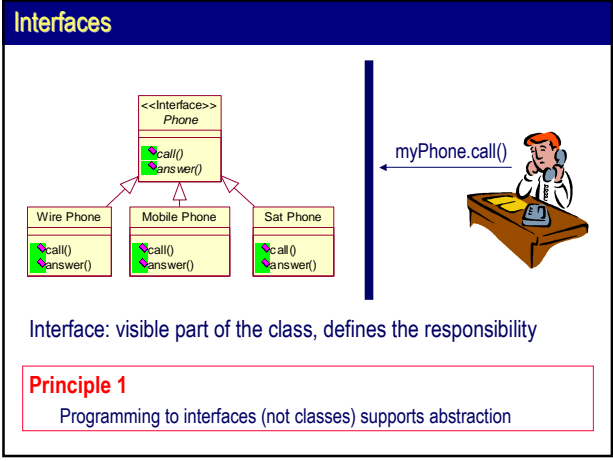 Interfaces
<<Interface>>
Phone
call()
answer()
myPhone.call()
Wire Phone
call()
answer()
Mobile Phone
call()
answer()
Sat Phone
call()
answer()
Interface: visible part of the class, defines the responsibility
Principle 1
Programming to interfaces (not classes) supports abstraction